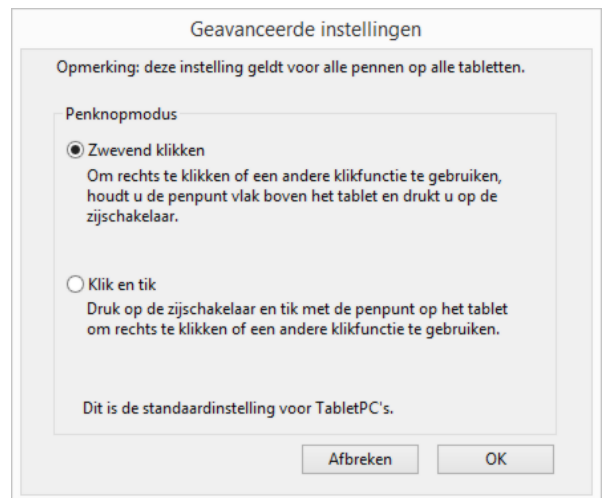 Geavanceerde instellingen
Opmerking: deze instelling geldt voor alle pennen op alle tabletten.
Penknopmodus
Zwevend klikken
Om rechts te klikken of een andere klikfunctie te gebruiken,
houdt u de penpunt vlak boven het tablet en drukt u op de
zijschakelaar.
Klik en tik
Druk op de zijschakelaar en tik met de penpunt op het tablet
om rechts te klikken of een andere klikfunctie te gebruiken.
Dit is de standaardinstelling voor TabletPC's.
Afbreken OK